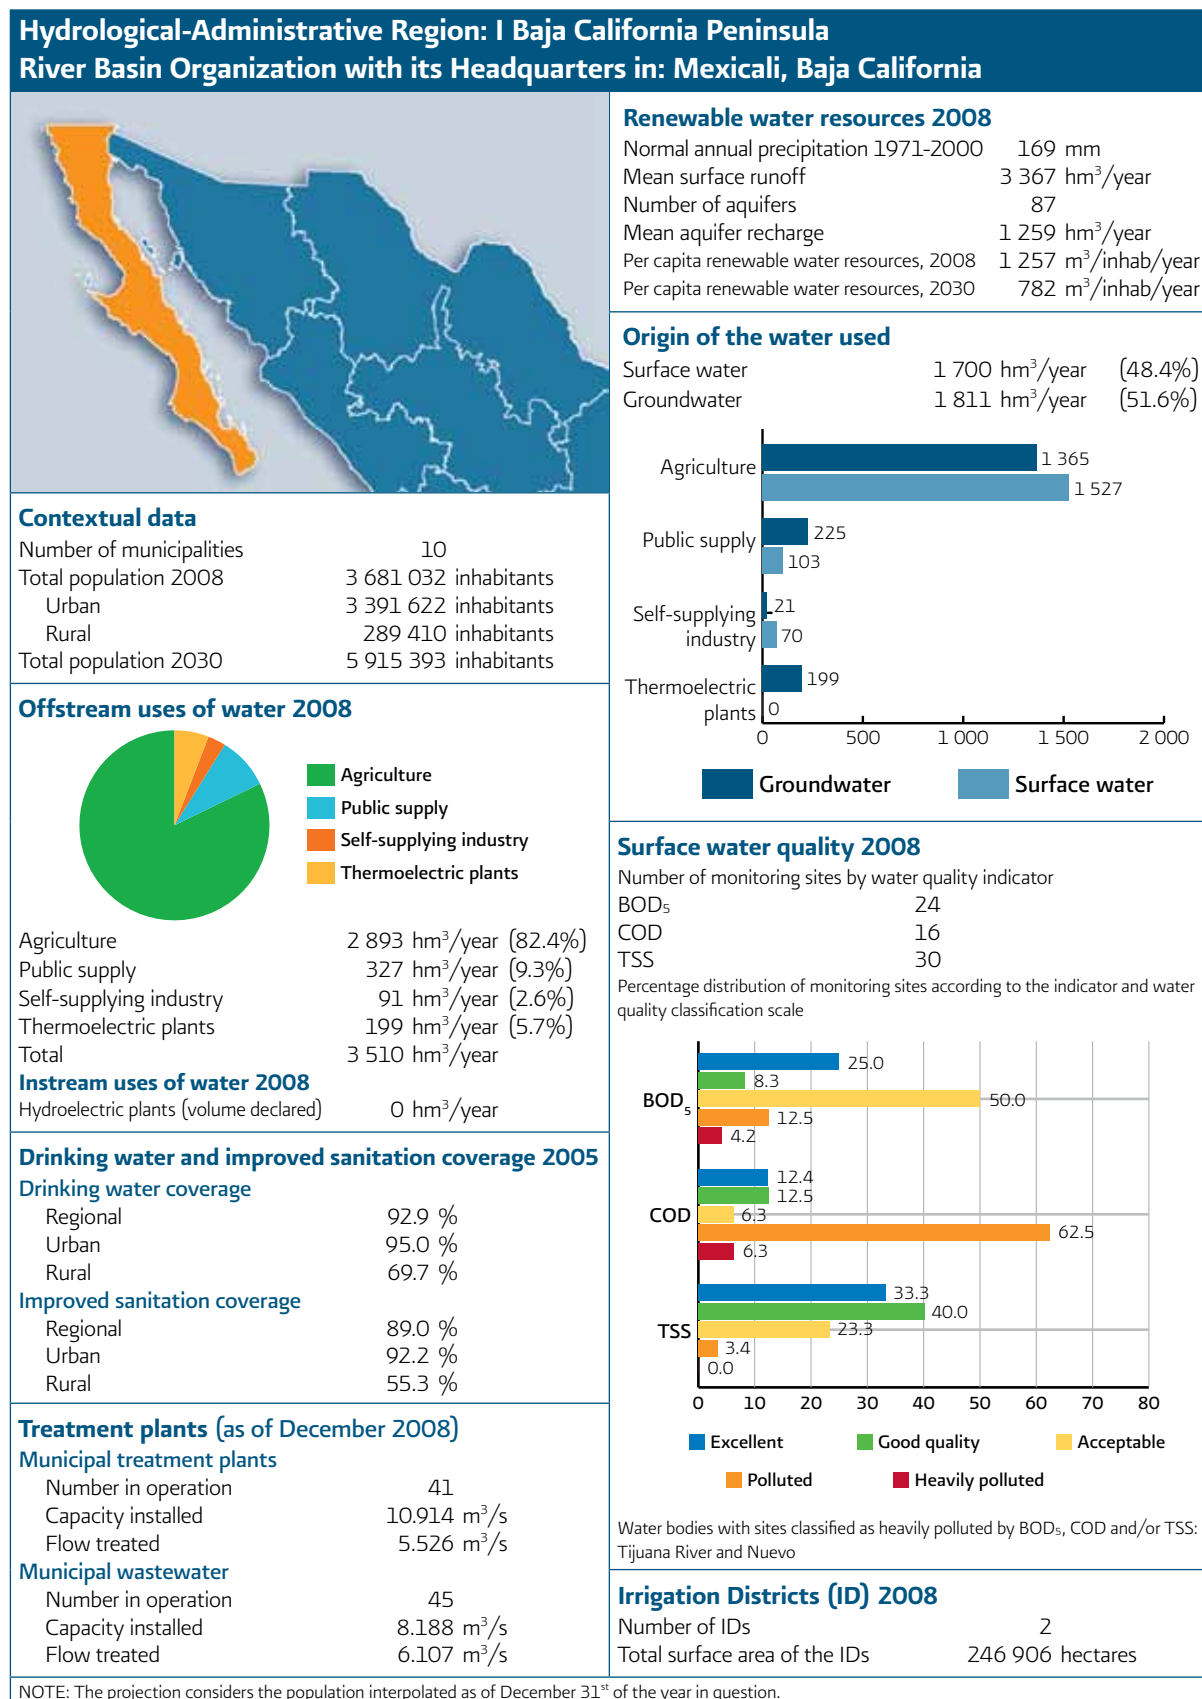 Hydrological-Administrative Region: I Baja California Peninsula
River Basin Organization with its Headquarters in: Mexicali, Baja California
Contextual data
Number of municipalities 10
Total population 2008 3 681 032 inhabitants
Urban 3 391 622 inhabitants
Rural 289 410 inhabitants
Total population 2030 5 915 393 inhabitants
Offstream uses of water 2008
Agriculture
Public supply
Self-supplying industry
Thermoelectric plants
Agriculture 2 893 hm³/year (82.4%)
Public supply 327 hm³/year (9.3%)
Self-supplying industry 91 hm³/year (2.6%)
Thermoelectric plants 199 hm³/year (5.7%)
Total 3 510 hm³/year
Instream uses of water 2008
Hydroelectric plants (volume declared) 0 hm³/year
Drinking water and improved sanitation coverage 2005
Drinking water coverage
Regional 92.9 %
Urban 95.0 %
Rural 69.7 %
Improved sanitation coverage
Regional 89.0 %
Urban 92.2 %
Rural 55.3 %
Treatment plants (as of December 2008)
Municipal treatment plants
Number in operation 41
Capacity installed 10.914 m³/s
Flow treated 5.526 m³/s
Municipal wastewater
Number in operation 45
Capacity installed 8.188 m³/s
Flow treated 6.107 m³/s
Renewable water resources 2008
Normal annual precipitation 1971-2000 169 mm
Mean surface runoff 3 367 hm³/year
Number of aquifers 87
Mean aquifer recharge 1 259 hm³/year
Per capita renewable water resources, 2008 1 257 m³/inhab/year
Per capita renewable water resources, 2030 782 m³/inhab/year
Origin of the water used
Surface water 1 700 hm³/year (48.4%)
Groundwater 1 811 hm³/year (51.6%)
Agriculture 1 365
1 527
Public supply 225
103
Self-supplying industry 21
70
Thermoelectric plants 199
0
0 500 1 000 1 500 2 000
Groundwater Surface water
Surface water quality 2008
Number of monitoring sites by water quality indicator
BOD₅ 24
COD 16
TSS 30
Percentage distribution of monitoring sites according to the indicator and water
quality classification scale
BOD₅
25.0
8.3
50.0
12.5
4.2
COD
12.4
12.5
6.3
62.5
6.3
TSS
33.3
40.0
23.3
3.4
0.0
0 10 20 30 40 50 60 70 80
Excellent Good quality Acceptable
Polluted Heavily polluted
Water bodies with sites classified as heavily polluted by BOD₅, COD and/or TSS:
Tijuana River and Nuevo
Irrigation Districts (ID) 2008
Number of IDs 2
Total surface area of the IDs 246 906 hectares
NOTE: The projection considers the population interpolated as of December 31st of the year in question.